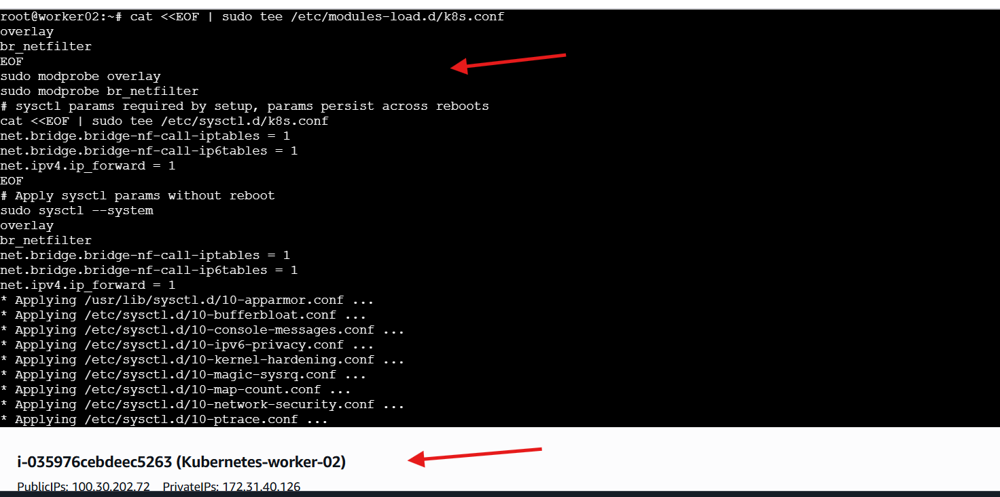 root@worker02:~# cat <<EOF | sudo tee /etc/modules-load.d/k8s.conf
overlay
br_netfilter
EOF
sudo modprobe overlay
sudo modprobe br_netfilter
# sysctl params required by setup, params persist across reboots
cat <<EOF | sudo tee /etc/sysctl.d/k8s.conf
net.bridge.bridge-nf-call-iptables = 1
net.bridge.bridge-nf-call-ip6tables = 1
net.ipv4.ip_forward = 1
EOF
# Apply sysctl params without reboot
sudo sysctl --system
overlay
br_netfilter
net.bridge.bridge-nf-call-iptables = 1
net.bridge.bridge-nf-call-ip6tables = 1
net.ipv4.ip_forward = 1
* Applying /usr/lib/sysctl.d/10-apparmor.conf ...
* Applying /etc/sysctl.d/10-bufferbloat.conf ...
* Applying /etc/sysctl.d/10-console-messages.conf ...
* Applying /etc/sysctl.d/10-ipv6-privacy.conf ...
* Applying /etc/sysctl.d/10-kernel-hardening.conf ...
* Applying /etc/sysctl.d/10-magic-sysrq.conf ...
* Applying /etc/sysctl.d/10-map-count.conf ...
* Applying /etc/sysctl.d/10-network-security.conf ...
* Applying /etc/sysctl.d/10-ptrace.conf ...
i-035976cebdeec5263 (Kubernetes-worker-02)
PublicIPs: 100.30.202.72 PrivateIPs: 172.31.40.126